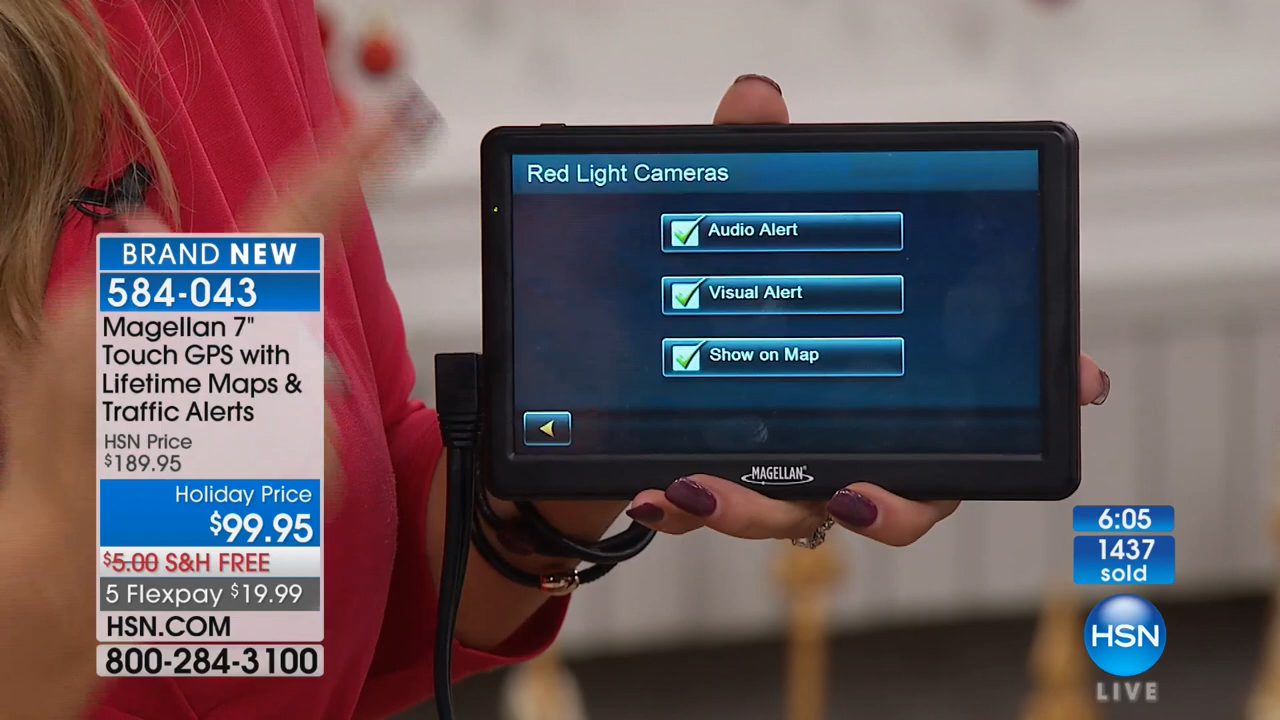 BRAND NEW
584-043
Magellan 7"
Touch GPS with
Lifetime Maps &
Traffic Alerts
HSN Price
$189.95
Holiday Price
$99.95
$5.00 S&H FREE
5 Flexpay $19.99
HSN.COM
800-284-3100
Red Light Cameras
Audio Alert
Visual Alert
Show on Map
MAGELLAN®
6:05
1437
sold
HSN
LIVE